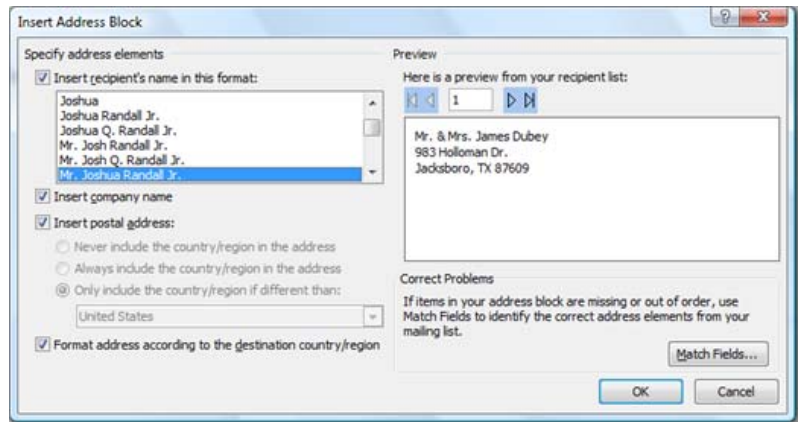 Insert Address Block
Specify address elements
Insert recipient's name in this format:
Joshua
Joshua Randall Jr.
Joshua Q. Randall Jr.
Mr. Josh Randall Jr.
Mr. Josh Q. Randall Jr.
Mr. Joshua Randall Jr.
Insert company name
Insert postal address:
Never include the country/region in the address
Always include the country/region in the address
Only include the country/region if different than:
United States
Format address according to the destination country/region
Preview
Here is a preview from your recipient list:
1
Mr. & Mrs. James Dubey
983 Holloman Dr.
Jacksboro, TX 87609
Correct Problems
If items in your address block are missing or out of order, use
Match Fields to identify the correct address elements from your
mailing list.
Match Fields...
OK
Cancel